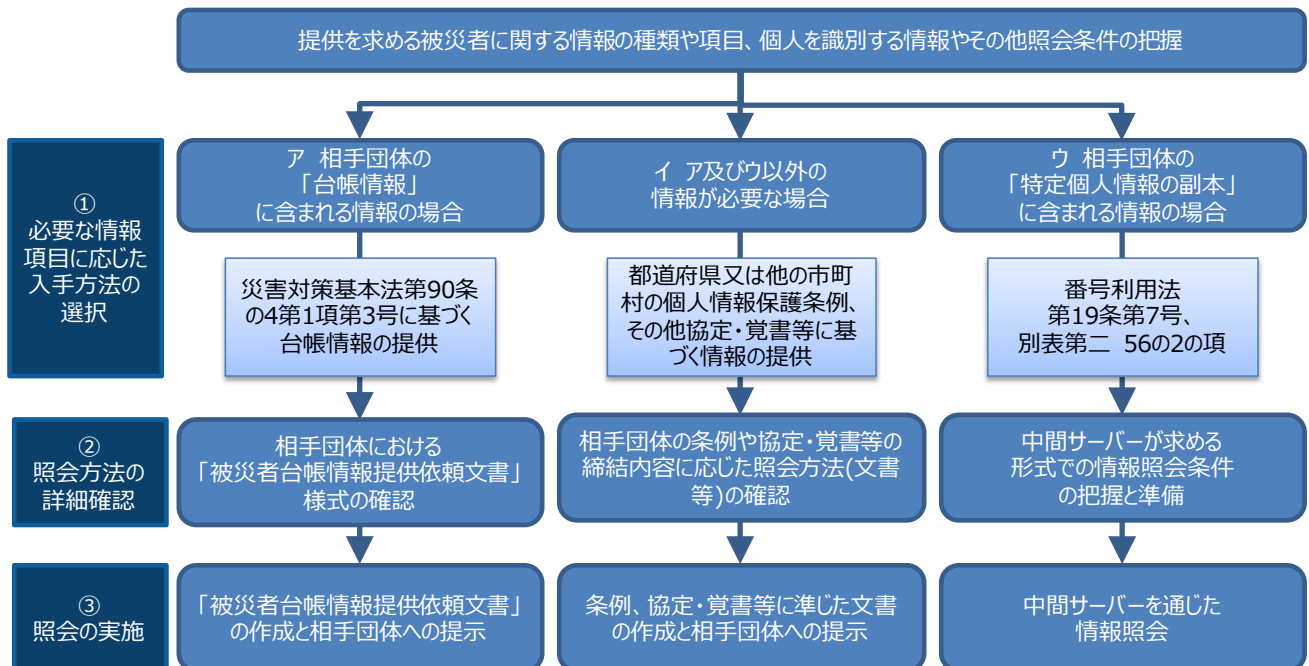 提供を求める被災者に関する情報の種類や項目、個人を識別する情報やその他照会条件の把握
①
必要な情報
項目に応じた
入手方法の
選択
ア 相手団体の
「台帳情報」
に含まれる情報の場合
イ ア及びウ以外の
情報が必要な場合
ウ 相手団体の
「特定個人情報の副本」
に含まれる情報の場合
災害対策基本法第90条
の4第1項第3号に基づく
台帳情報の提供
都道府県又は他の市町
村の個人情報保護条例、
その他協定・覚書等に基
づく情報の提供
番号利用法
第19条第7号、
別表第二 56の2の項
②
照会方法の
詳細確認
相手団体における
「被災者台帳情報提供依頼文書」
様式の確認
相手団体の条例や協定・覚書等の
締結内容に応じた照会方法(文書
等)の確認
中間サーバーが求める
形式での情報照会条件
の把握と準備
③
照会の実施
「被災者台帳情報提供依頼文書」
の作成と相手団体への提示
条例、協定・覚書等に準じた文書
の作成と相手団体への提示
中間サーバーを通じた
情報照会